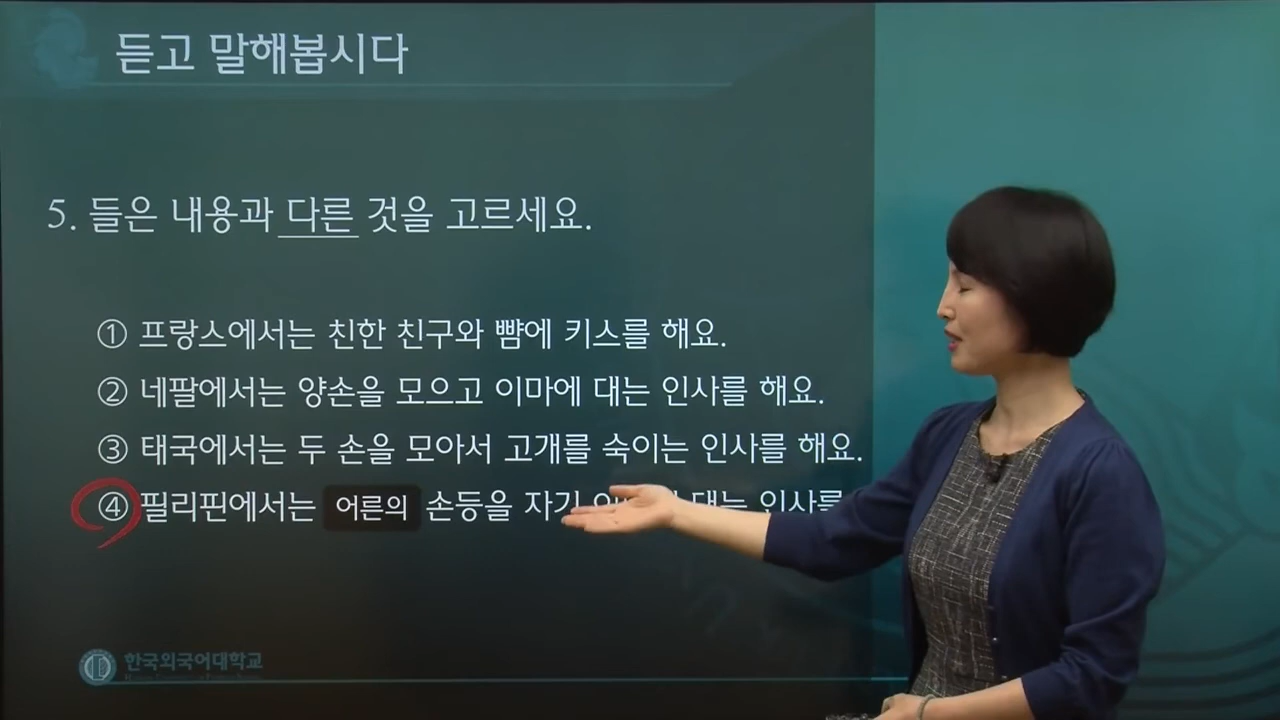 듣고 말해봅시다
5. 들은 내용과 다른 것을 고르세요.
① 프랑스에서는 친한 친구와 뺨에 키스를 해요.
② 네팔에서는 양손을 모으고 이마에 대는 인사를 해요.
③ 태국에서는 두 손을 모아서 고개를 숙이는 인사를 해요.
④ 필리핀에서는 어른의 손등을 자기 대는 인사를
한국외국어대학교